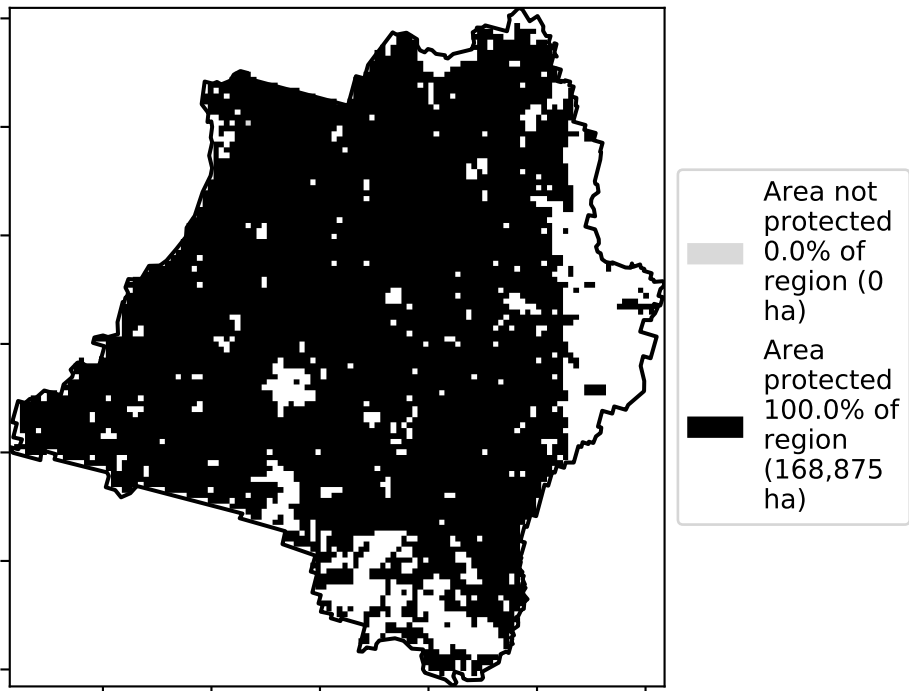 Area not
protected
0.0% of
region (0
ha)
Area
protected
100.0% of
region
(168,875
ha)